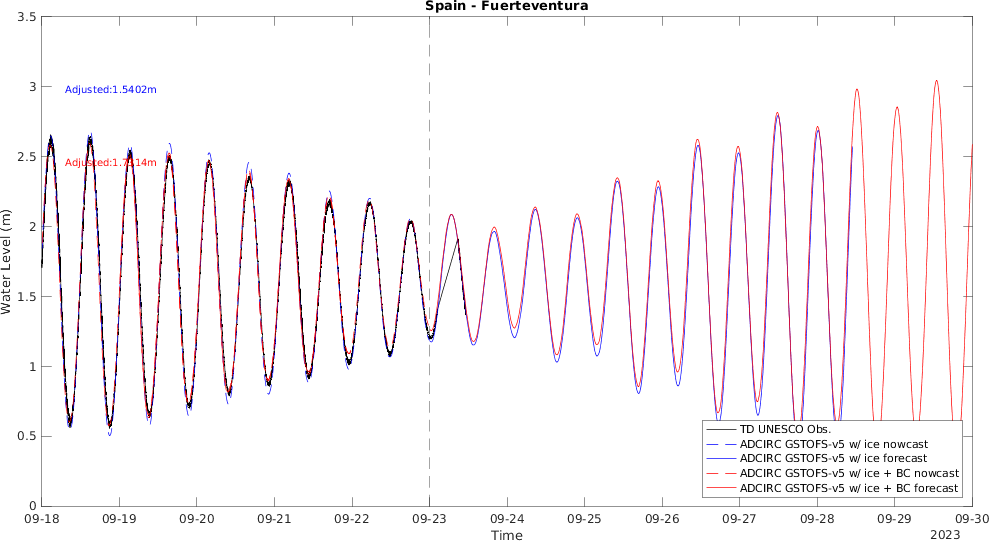 Spain - Fuerteventura
3.5
3
2.5
2
1.5
1
0.5
0
Water Level (m)
Adjusted:1.5402m
TD UNESCO Obs.
ADCIRC GSTOFS-v5 w/ ice nowcast
ADCIRC GSTOFS-v5 w/ ice forecast
ADCIRC GSTOFS-v5 w/ ice + BC nowcast
ADCIRC GSTOFS-v5 w/ ice + BC forecast
09-18 09-19 09-20 09-21 09-22 09-23 09-24 09-25 09-26 09-27 09-28 09-29 09-30
Time
2023